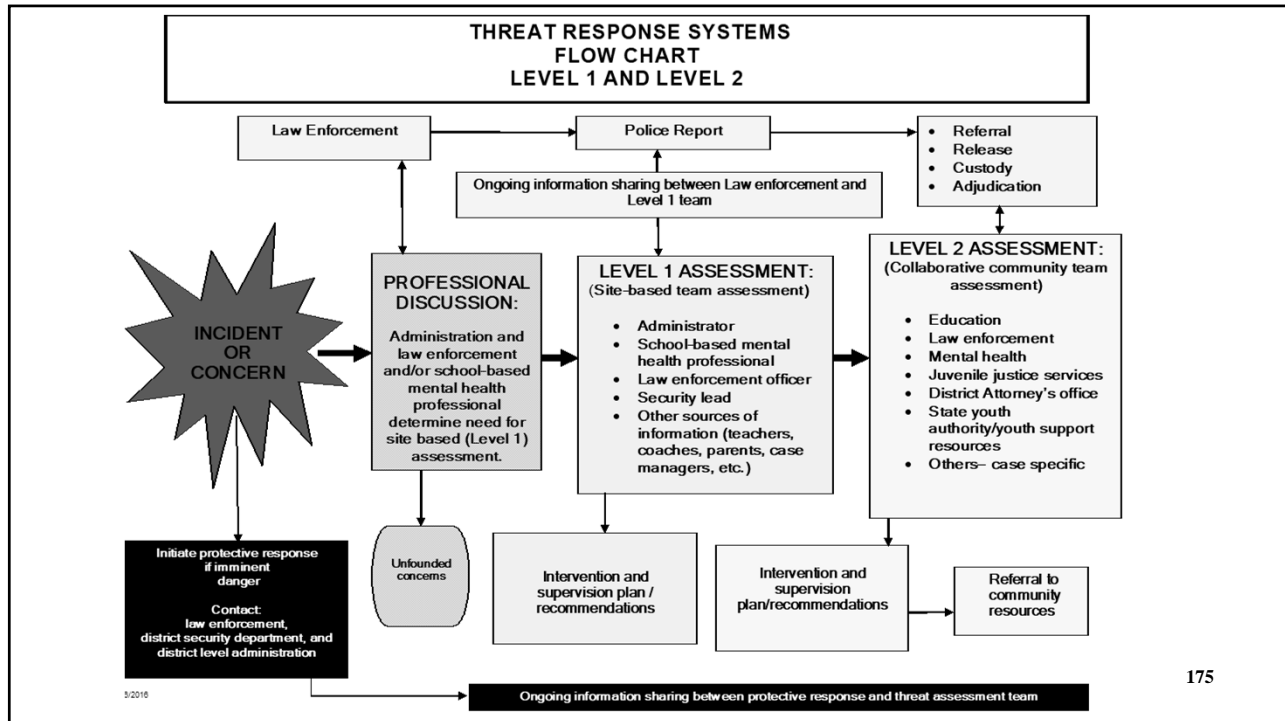 THREAT RESPONSE SYSTEMS
FLOW CHART
LEVEL 1 AND LEVEL 2
Law Enforcement
Police Report
• Referral
• Release
• Custody
• Adjudication
Ongoing information sharing between Law enforcement and
Level 1 team
INCIDENT
OR
CONCERN
PROFESSIONAL
DISCUSSION:
Administration and
law enforcement
and/or school-based
mental health
professional
determine need for
site based (Level 1)
assessment.
LEVEL 1 ASSESSMENT:
(Site-based team assessment)
• Administrator
• School-based mental
health professional
• Law enforcement officer
• Security lead
• Other sources of
information (teachers,
coaches, parents, case
managers, etc.)
LEVEL 2 ASSESSMENT:
(Collaborative community team
assessment)
• Education
• Law enforcement
• Mental health
• Juvenile justice services
• District Attorney's office
• State youth
authority/youth support
resources
• Others– case specific
Initiate protective response
if imminent
danger
Contact:
law enforcement,
district security department, and
district level administration
Unfounded
concerns
Intervention and
supervision plan /
recommendations
Intervention and
supervision
plan/recommendations
Referral to
community
resources
Ongoing information sharing between protective response and threat assessment team
175